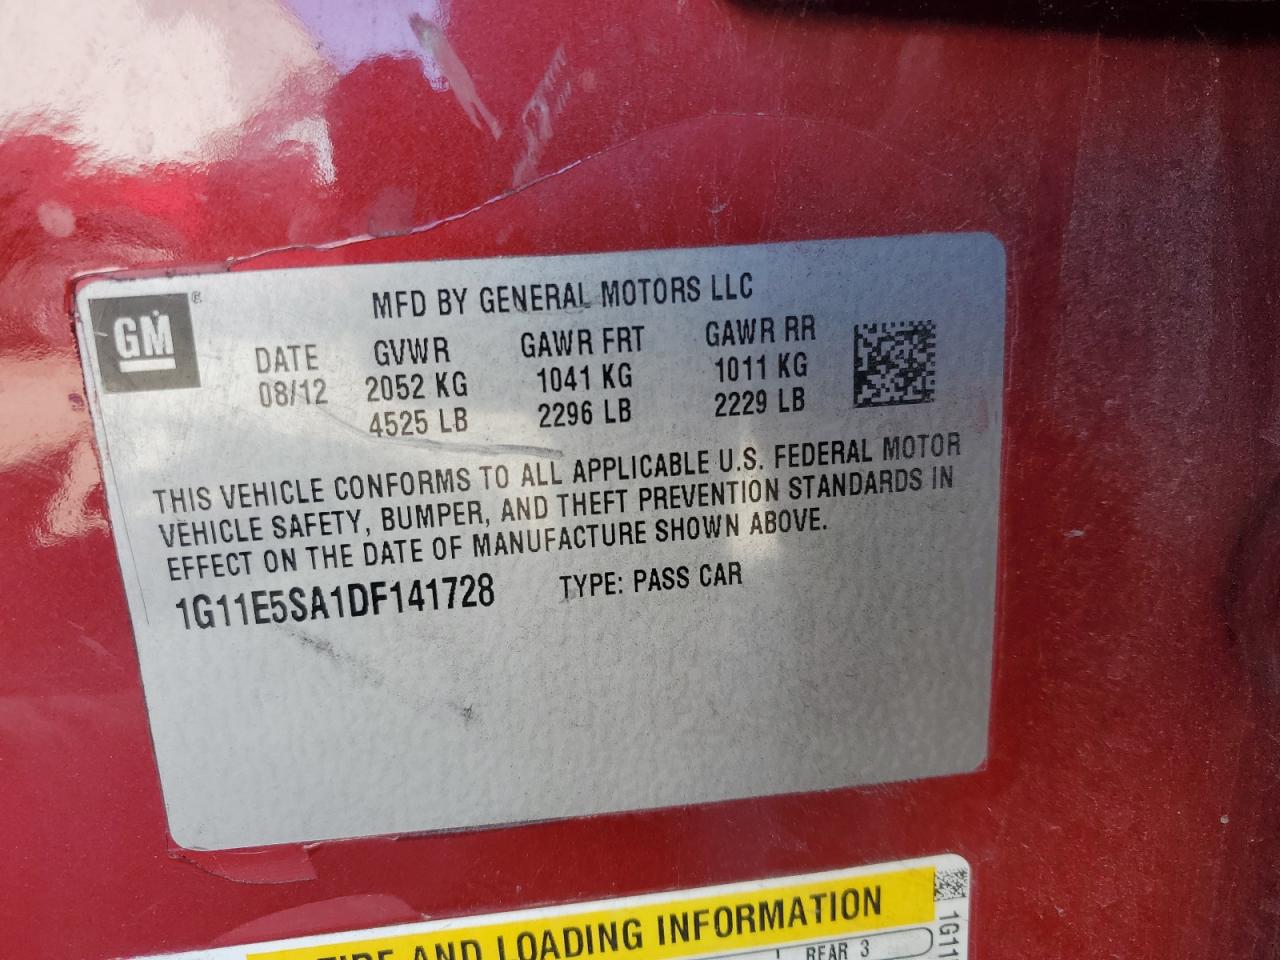 MFD BY GENERAL MOTORS LLC
GM ®
DATE GVWR GAWR FRT GAWR RR
08/12 2052 KG 1041 KG 1011 KG
4525 LB 2296 LB 2229 LB
THIS VEHICLE CONFORMS TO ALL APPLICABLE U.S. FEDERAL MOTOR
VEHICLE SAFETY, BUMPER, AND THEFT PREVENTION STANDARDS IN
EFFECT ON THE DATE OF MANUFACTURE SHOWN ABOVE.
1G11E5SA1DF141728 TYPE: PASS CAR
TIRE AND LOADING INFORMATION
REAR 3
1G11